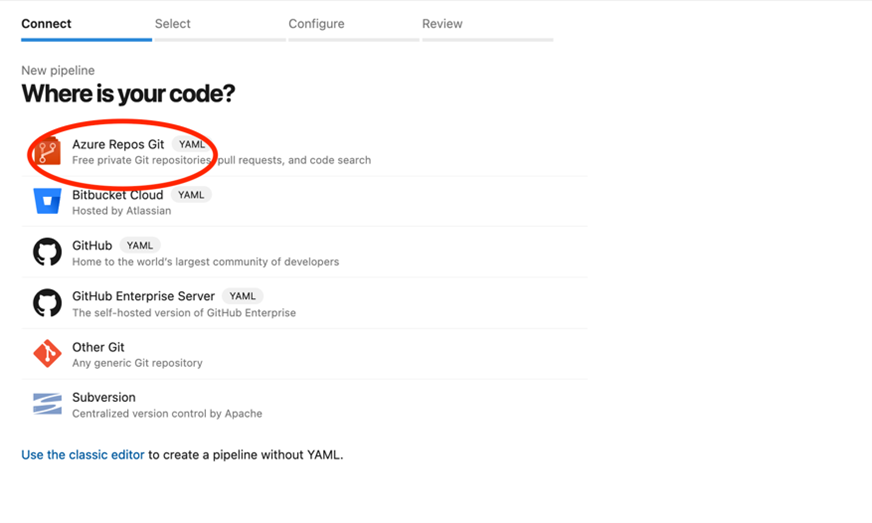 Connect Select Configure Review
New pipeline
Where is your code?
Azure Repos Git YAML
Free private Git repositories, pull requests, and code search
Bitbucket Cloud YAML
Hosted by Atlassian
GitHub YAML
Home to the world's largest community of developers
GitHub Enterprise Server YAML
The self-hosted version of GitHub Enterprise
Other Git
Any generic Git repository
Subversion
Centralized version control by Apache
Use the classic editor to create a pipeline without YAML.